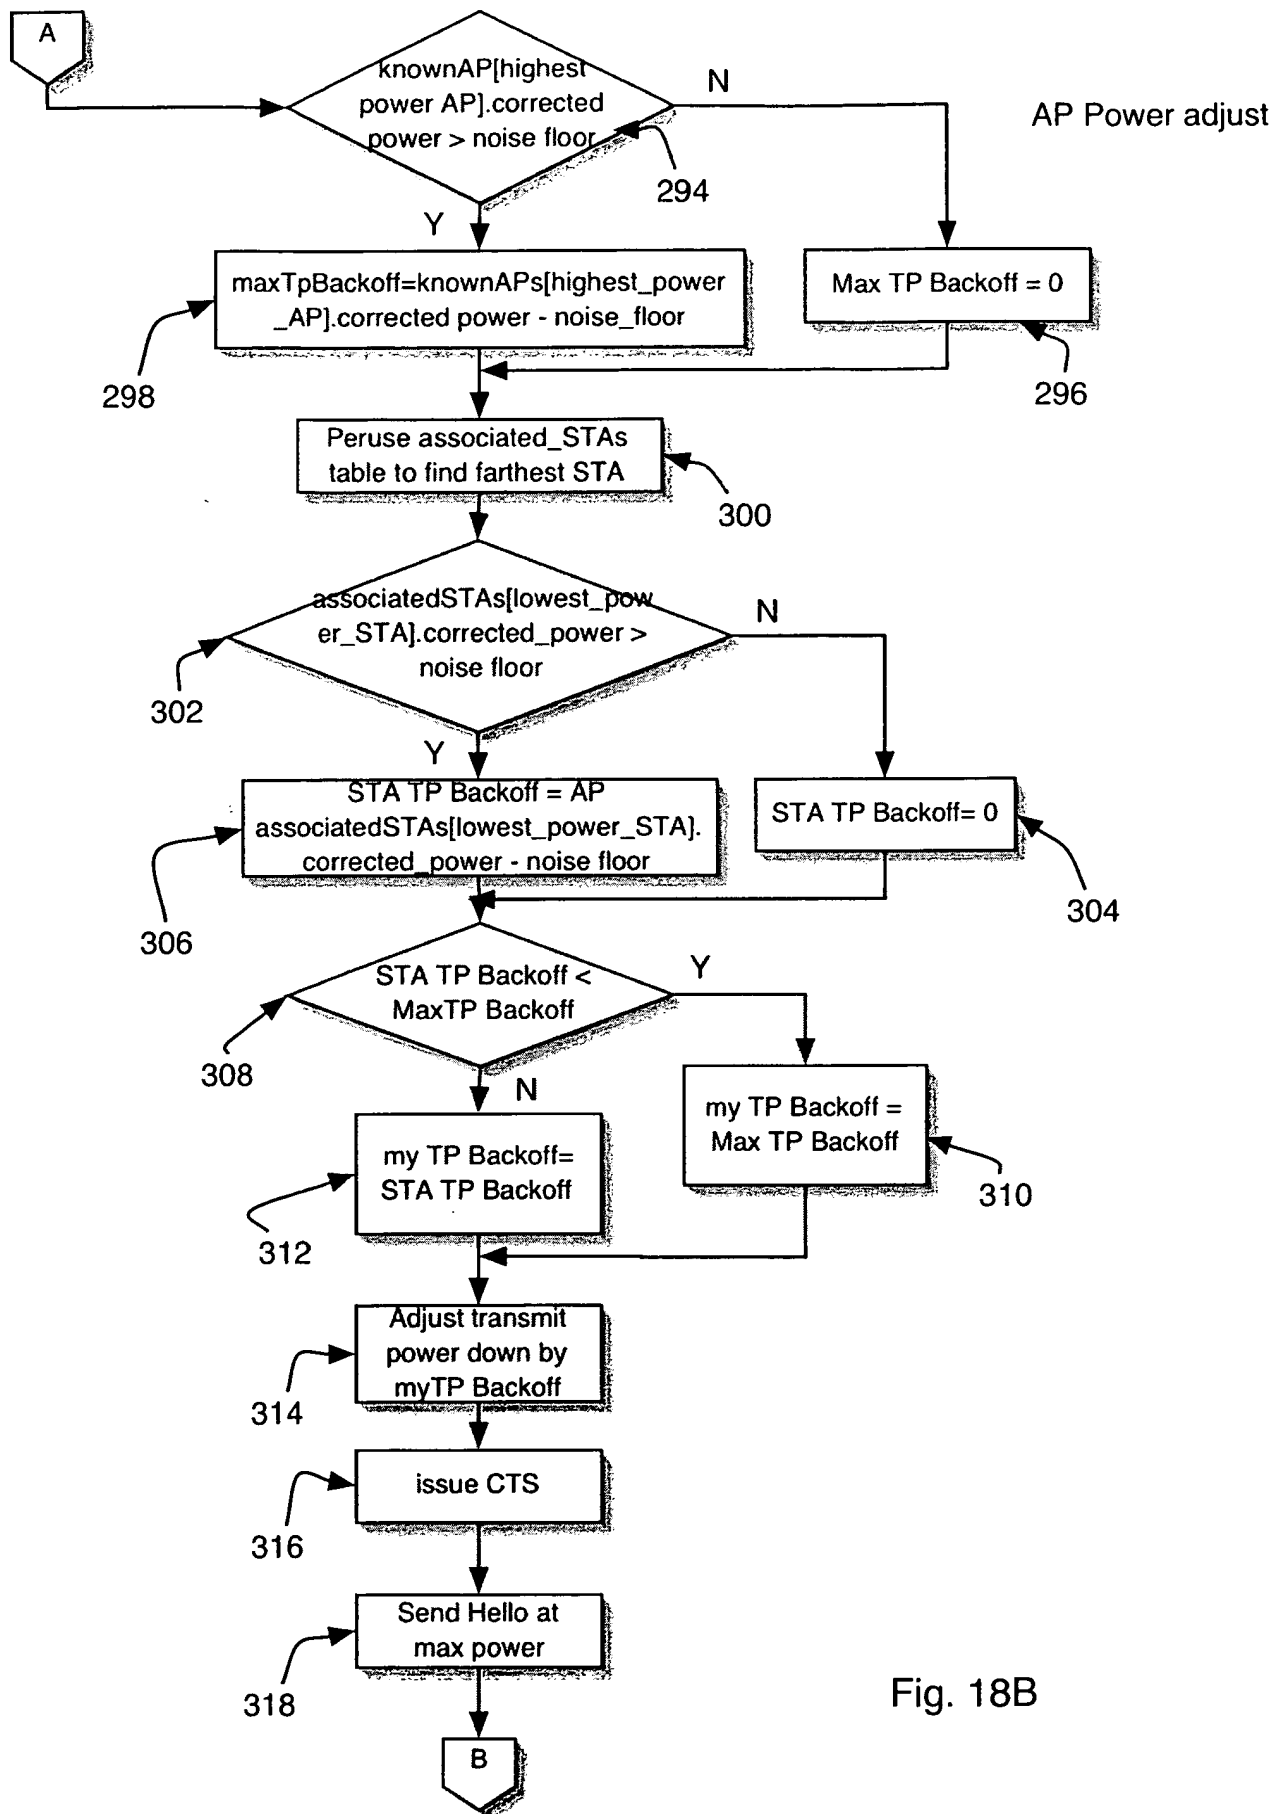 A
knownAP[highest
power AP].corrected
power > noise floor
N
AP Power adjust
294
Y
maxTpBackoff=knownAPs[highest_power
_AP].corrected power - noise_floor
Max TP Backoff = 0
298
296
Peruse associated_STAs
table to find farthest STA
300
associatedSTAs[lowest_pow
er_STA].corrected_power >
noise floor
N
302
Y
STA TP Backoff = AP
associatedSTAs[lowest_power_STA].
corrected_power - noise floor
STA TP Backoff= 0
306
304
STA TP Backoff <
MaxTP Backoff
Y
308
N
my TP Backoff =
Max TP Backoff
my TP Backoff=
STA TP Backoff
310
312
Adjust transmit
power down by
myTP Backoff
314
issue CTS
316
Send Hello at
max power
318
Fig. 18B
B